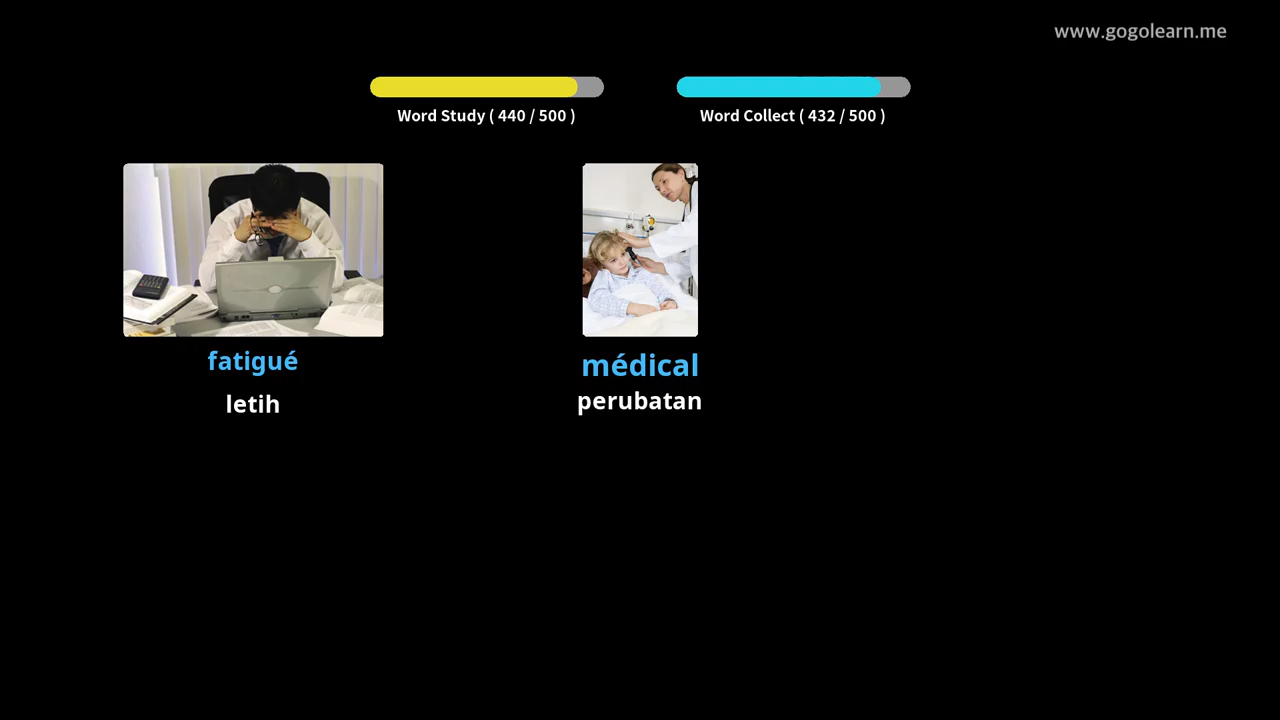 www.gogolearn.me
Word Study ( 440 / 500 )
Word Collect ( 432 / 500 )
fatigué
letih
médical
perubatan